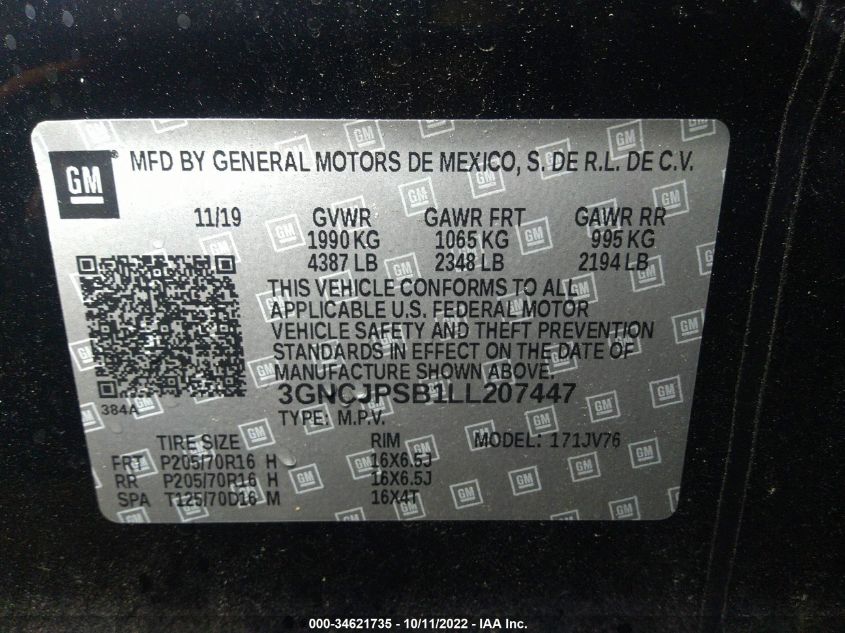 GM
MFD BY GENERAL MOTORS DE MEXICO, S. DE R.L. DE C.V.
11/19 GVWR GAWR FRT GAWR RR
1990 KG 1065 KG 995 KG
4387 LB 2348 LB 2194 LB
THIS VEHICLE CONFORMS TO ALL
APPLICABLE U.S. FEDERAL MOTOR
VEHICLE SAFETY AND THEFT PREVENTION
STANDARDS IN EFFECT ON THE DATE OF
MANUFACTURE SHOWN ABOVE.
384A 3GNCJPSB1LL207447
TYPE: M.P.V.
TIRE SIZE RIM MODEL: 171JV76
FRT P205/70R16 H 16X6.5J
RR P205/70R16 H 16X6.5J
SPA T125/70D16 M 16X4T
000-34621735 - 10/11/2022 - IAA Inc.